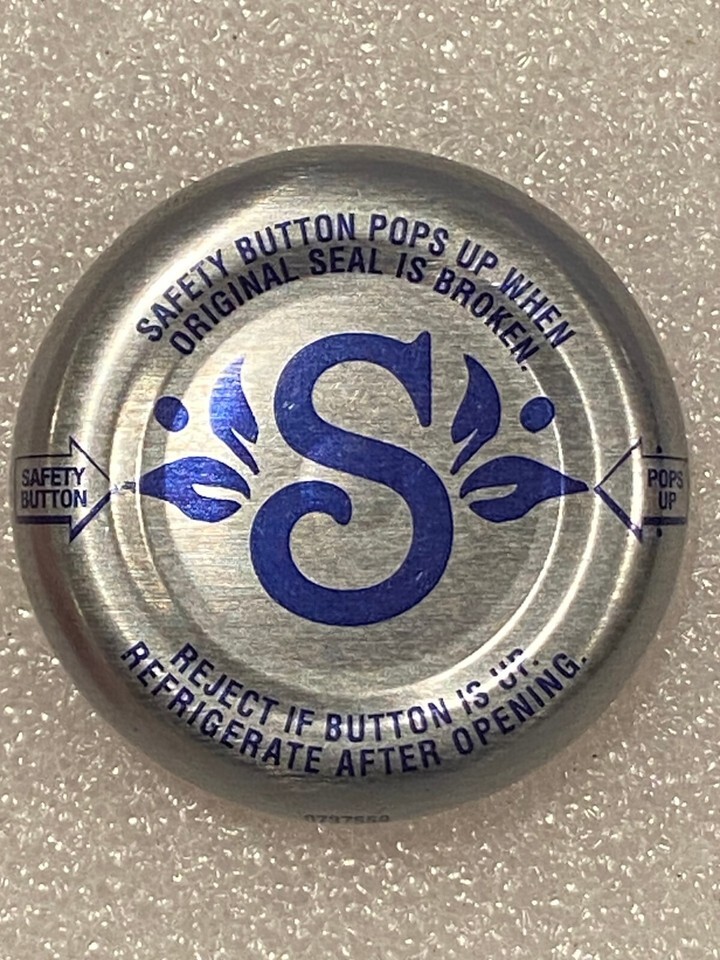 SAFETY BUTTON POPS UP WHEN
ORIGINAL SEAL IS BROKEN.
S
SAFETY
BUTTON
POPS
UP
REJECT IF BUTTON IS UP.
REFRIGERATE AFTER OPENING.